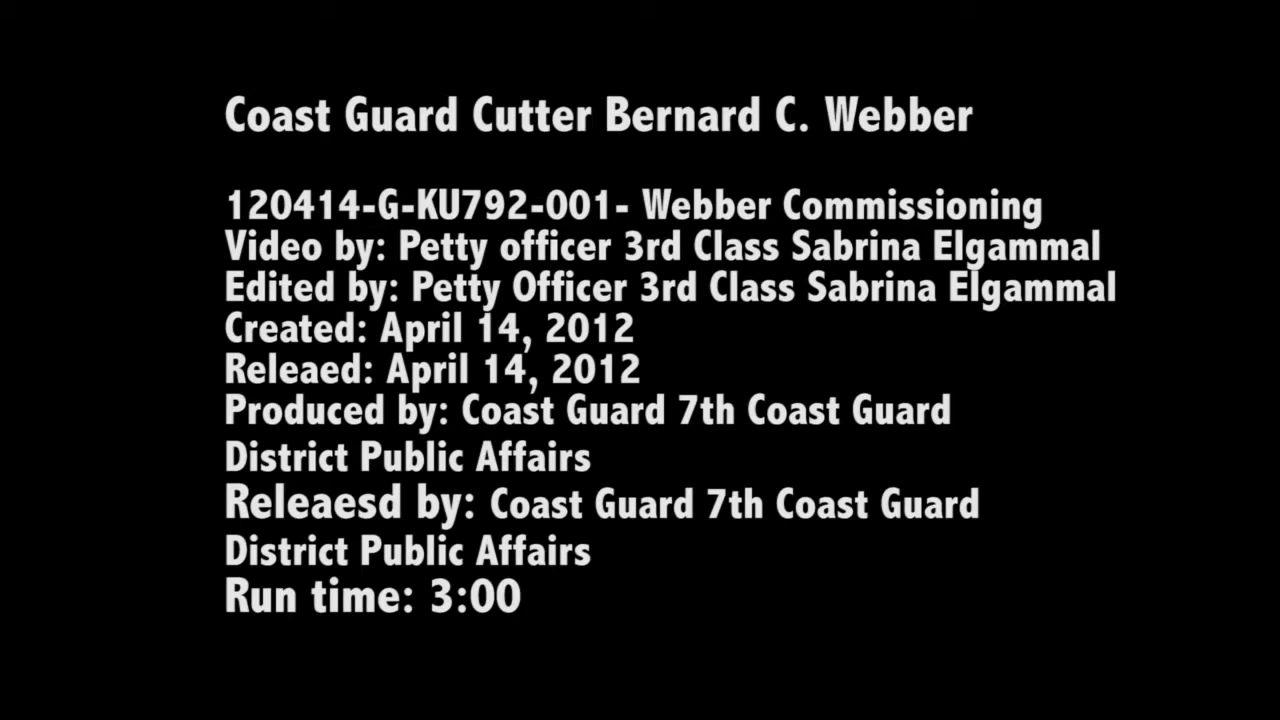 Coast Guard Cutter Bernard C. Webber
120414-G-KU792-001- Webber Commissioning
Video by: Petty officer 3rd Class Sabrina Elgammal
Edited by: Petty Officer 3rd Class Sabrina Elgammal
Created: April 14, 2012
Releaed: April 14, 2012
Produced by: Coast Guard 7th Coast Guard
District Public Affairs
Releaesd by: Coast Guard 7th Coast Guard
District Public Affairs
Run time: 3:00